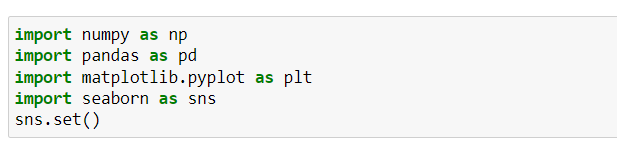 import numpy as np
import pandas as pd
import matplotlib.pyplot as plt
import seaborn as sns
sns.set()